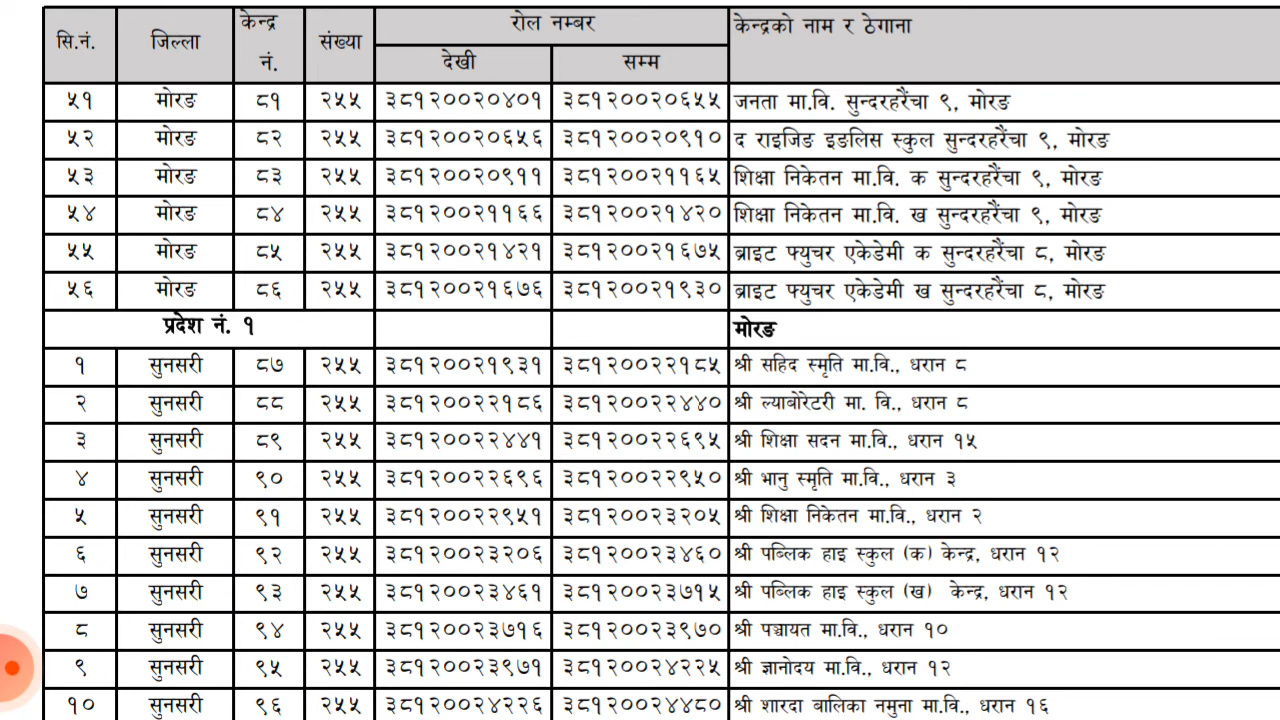 सि.नं. जिल्ला केन्द्र नं. संख्या रोल नम्बर केन्द्रको नाम र ठेगाना
देखी सम्म
५१ मोरङ ८१ २५५ ३८१२००२०४०१ ३८१२००२०६५५ जनता मा.वि. सुन्दरहरैंचा ९, मोरङ
५२ मोरङ ८२ २५५ ३८१२००२०६५६ ३८१२००२०९१० द राइजिङ इङलिस स्कुल सुन्दरहरैंचा ९, मोरङ
५३ मोरङ ८३ २५५ ३८१२००२०९११ ३८१२००२११६५ शिक्षा निकेतन मा.वि. क सुन्दरहरैंचा ९, मोरङ
५४ मोरङ ८४ २५५ ३८१२००२११६६ ३८१२००२१४२० शिक्षा निकेतन मा.वि. ख सुन्दरहरैंचा ९, मोरङ
५५ मोरङ ८५ २५५ ३८१२००२१४२१ ३८१२००२१६७५ ब्राइट फ्युचर एकेडेमी क सुन्दरहरैंचा ८, मोरङ
५६ मोरङ ८६ २५५ ३८१२००२१६७६ ३८१२००२१९३० ब्राइट फ्युचर एकेडेमी ख सुन्दरहरैंचा ८, मोरङ
प्रदेश नं. १ मोरङ
१ सुनसरी ८७ २५५ ३८१२००२१९३१ ३८१२००२२१८५ श्री सहिद स्मृति मा.वि., धरान ८
२ सुनसरी ८८ २५५ ३८१२००२२१८६ ३८१२००२२४४० श्री ल्याबोरेटरी मा. वि., धरान ८
३ सुनसरी ८९ २५५ ३८१२००२२४४१ ३८१२००२२६९५ श्री शिक्षा सदन मा.वि., धरान १५
४ सुनसरी ९० २५५ ३८१२००२२६९६ ३८१२००२२९५० श्री भानु स्मृति मा.वि., धरान ३
५ सुनसरी ९१ २५५ ३८१२००२२९५१ ३८१२००२३२०५ श्री शिक्षा निकेतन मा.वि., धरान २
६ सुनसरी ९२ २५५ ३८१२००२३२०६ ३८१२००२३४६० श्री पब्लिक हाइ स्कुल (क) केन्द्र, धरान १२
७ सुनसरी ९३ २५५ ३८१२००२३४६१ ३८१२००२३७१५ श्री पब्लिक हाइ स्कुल (ख) केन्द्र, धरान १२
८ सुनसरी ९४ २५५ ३८१२००२३७१६ ३८१२००२३९७० श्री पञ्चायत मा.वि., धरान १०
९ सुनसरी ९५ २५५ ३८१२००२३९७१ ३८१२००२४२२५ श्री ज्ञानोदय मा.वि., धरान १२
१० सुनसरी ९६ २५५ ३८१२००२४२२६ ३८१२००२४४८० श्री शारदा बालिका नमुना मा.वि., धरान १६